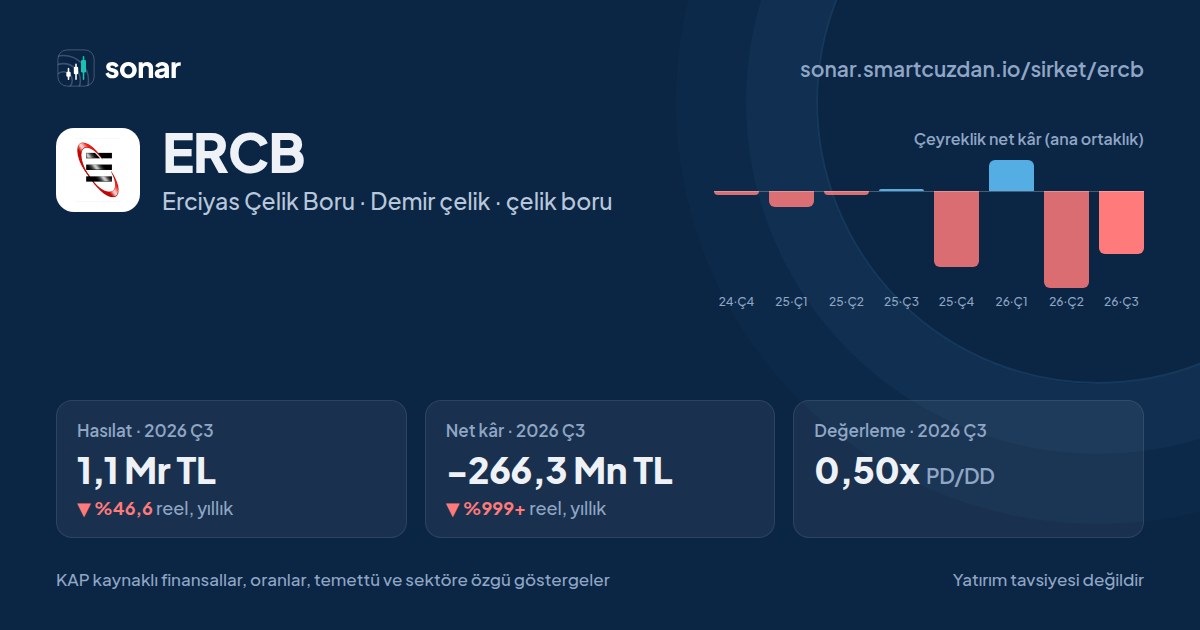 sonar
sonar.smartcuzdan.io/sirket/ercb
ERCB
Erciyas Çelik Boru · Demir çelik · çelik boru
Çeyreklik net kâr (ana ortaklık)
24·Ç4 25·Ç1 25·Ç2 25·Ç3 25·Ç4 26·Ç1 26·Ç2 26·Ç3
Hasılat · 2026 Ç3
1,1 Mr TL
▼ %46,6 reel, yıllık
Net kâr · 2026 Ç3
−266,3 Mn TL
▼ %999+ reel, yıllık
Değerleme · 2026 Ç3
0,50x PD/DD
KAP kaynaklı finansallar, oranlar, temettü ve sektöre özgü göstergeler
Yatırım tavsiyesi değildir